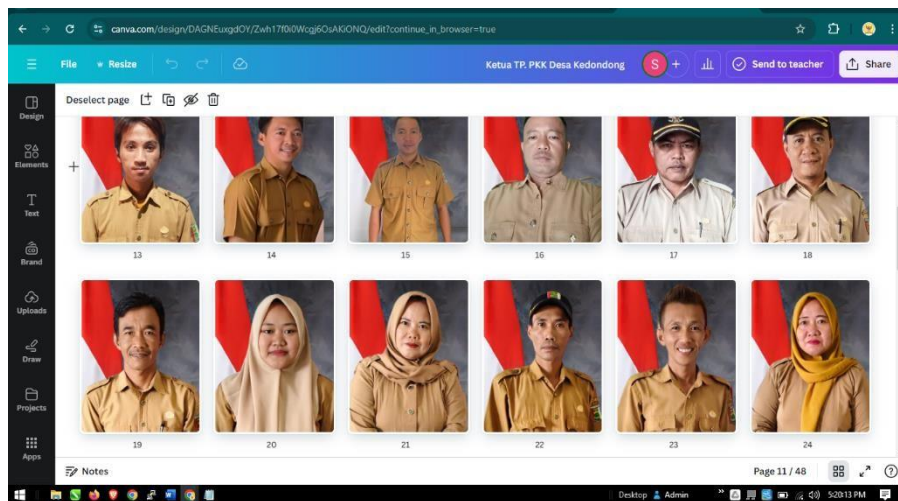 canva.com/design/DAGNEuxgdOY/Zwh17f0i0Wcgj6OsAKiONQ/edit?continue_in_browser=true
File Resize Ketua TP. PKK Desa Kedondong S Send to teacher Share
Deselect page
Design
Elements
Text
Brand
Uploads
Draw
Projects
Apps
13 14 15 16 17 18
19 20 21 22 23 24
Notes Page 11 / 48
Desktop Admin 5:20:13 PM